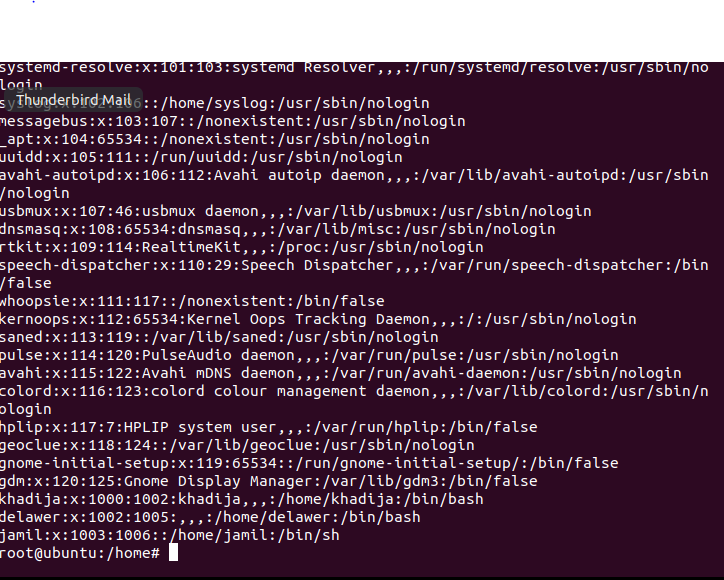 systemd-resolve:x:101:103:systemd Resolver,,,:/run/systemd/resolve:/usr/sbin/no
login
Thunderbird Mail
::/home/syslog:/usr/sbin/nologin
messagebus:x:103:107::/nonexistent:/usr/sbin/nologin
_apt:x:104:65534::/nonexistent:/usr/sbin/nologin
uuidd:x:105:111::/run/uuidd:/usr/sbin/nologin
avahi-autoipd:x:106:112:Avahi autoip daemon,,,:/var/lib/avahi-autoipd:/usr/sbin
/nologin
usbmux:x:107:46:usbmux daemon,,,:/var/lib/usbmux:/usr/sbin/nologin
dnsmasq:x:108:65534:dnsmasq,,,:/var/lib/misc:/usr/sbin/nologin
rtkit:x:109:114:RealtimeKit,,,:/proc:/usr/sbin/nologin
speech-dispatcher:x:110:29:Speech Dispatcher,,,:/var/run/speech-dispatcher:/bin
/false
whoopsie:x:111:117::/nonexistent:/bin/false
kernoops:x:112:65534:Kernel Oops Tracking Daemon,,,:/:/usr/sbin/nologin
saned:x:113:119::/var/lib/saned:/usr/sbin/nologin
pulse:x:114:120:PulseAudio daemon,,,:/var/run/pulse:/usr/sbin/nologin
avahi:x:115:122:Avahi mDNS daemon,,,:/var/run/avahi-daemon:/usr/sbin/nologin
colord:x:116:123:colord colour management daemon,,,:/var/lib/colord:/usr/sbin/n
ologin
hplip:x:117:7:HPLIP system user,,,:/var/run/hplip:/bin/false
geoclue:x:118:124::/var/lib/geoclue:/usr/sbin/nologin
gnome-initial-setup:x:119:65534::/run/gnome-initial-setup/:/bin/false
gdm:x:120:125:Gnome Display Manager:/var/lib/gdm3:/bin/false
khadija:x:1000:1002:khadija,,,:/home/khadija:/bin/bash
delawer:x:1002:1005:,,,:/home/delawer:/bin/bash
jamil:x:1003:1006::/home/jamil:/bin/sh
root@ubuntu:/home#